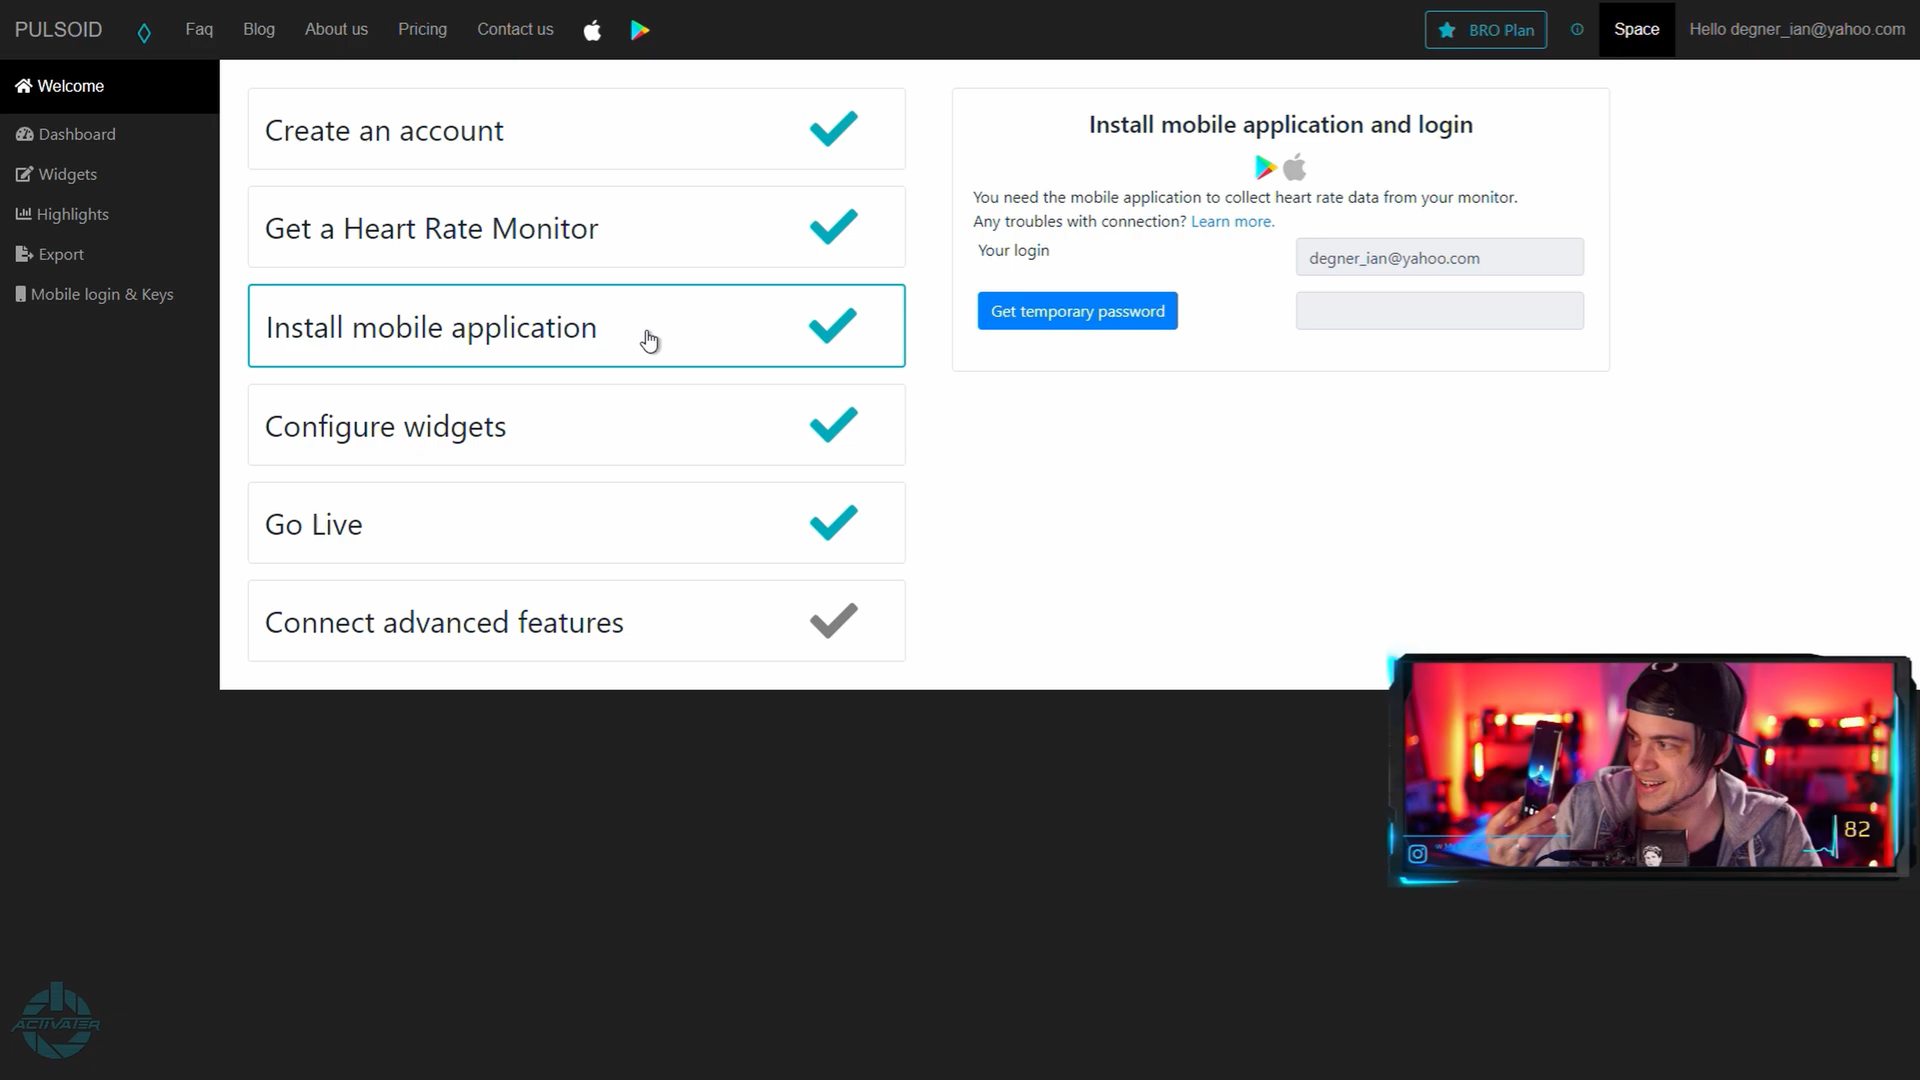 PULSOID
Faq
Blog
About us
Pricing
Contact us
BRO Plan
Space
Hello degner_ian@yahoo.com
Welcome
Dashboard
Widgets
Highlights
Export
Mobile login & Keys
Create an account
Get a Heart Rate Monitor
Install mobile application
Configure widgets
Go Live
Connect advanced features
Install mobile application and login
You need the mobile application to collect heart rate data from your monitor.
Any troubles with connection? Learn more.
Your login
degner_ian@yahoo.com
Get temporary password
82
ACTIVATER